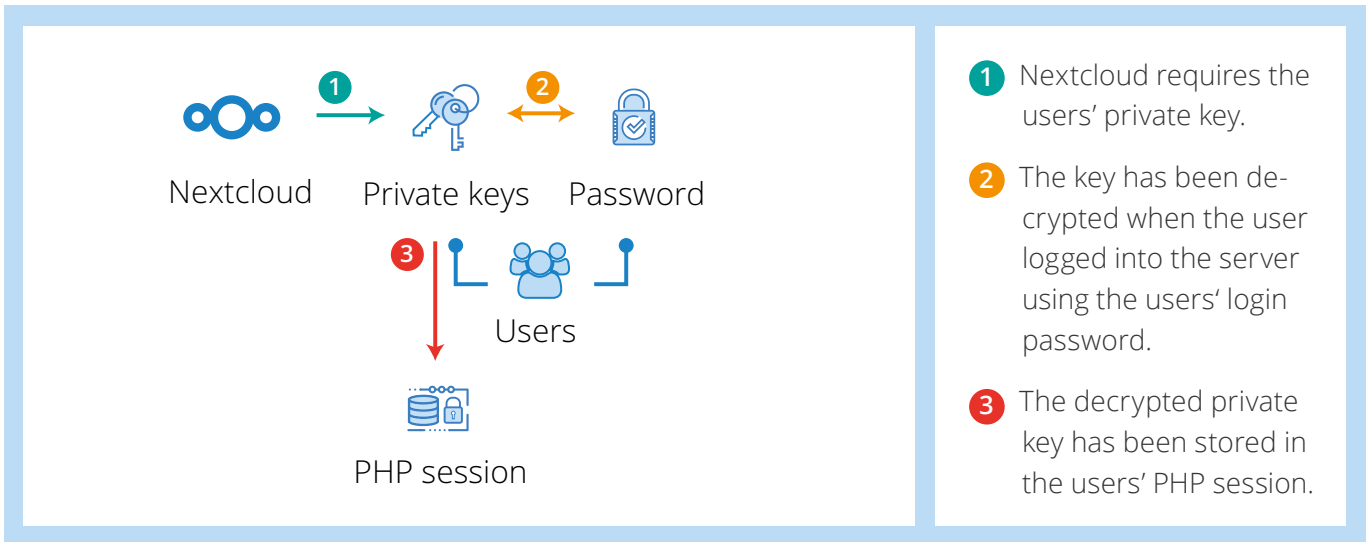 1
2
Nextcloud
Private keys
Password
3
Users
PHP session
1 Nextcloud requires the
users’ private key.
2 The key has been de-
crypted when the user
logged into the server
using the users‘ login
password.
3 The decrypted private
key has been stored in
the users’ PHP session.